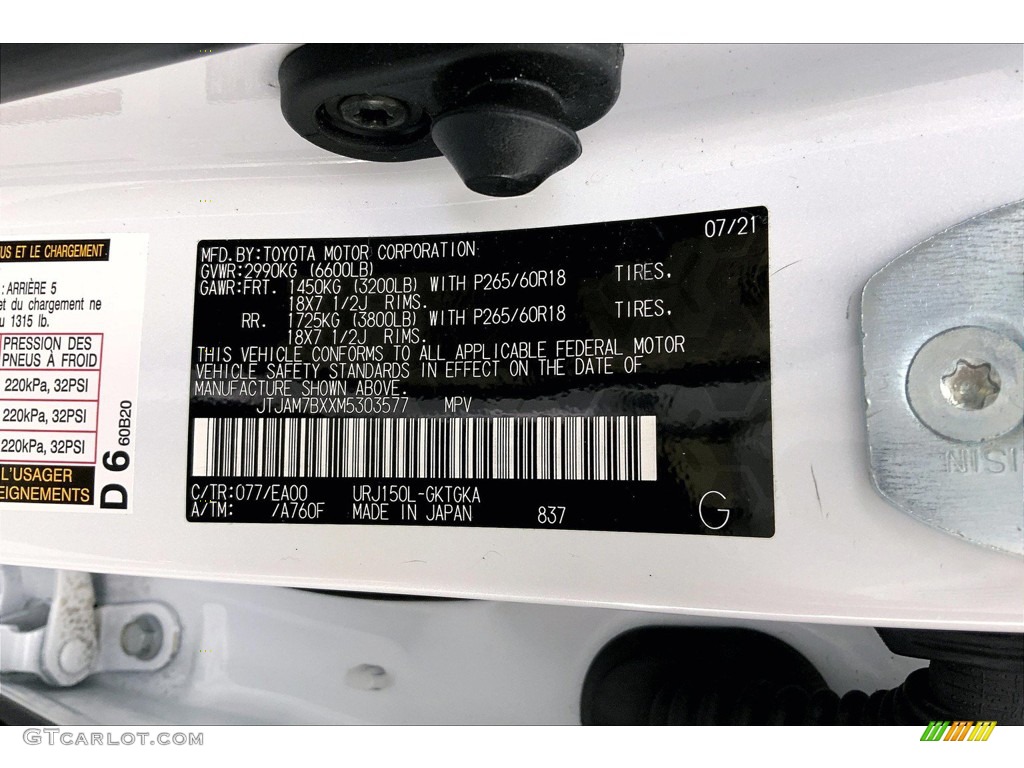 US ET LE CHARGEMENT
: ARRIÈRE 5
et du chargement ne
u 1315 lb.
PRESSION DES
PNEUS À FROID
220kPa, 32PSI
220kPa, 32PSI
220kPa, 32PSI
L'USAGER
EIGNEMENTS
D 6 60B20
07/21
MFD.BY:TOYOTA MOTOR CORPORATION
GVWR:2990KG (6600LB)
GAWR:FRT. 1450KG (3200LB) WITH P265/60R18 TIRES.
18X7 1/2J RIMS.
RR. 1725KG (3800LB) WITH P265/60R18 TIRES.
18X7 1/2J RIMS.
THIS VEHICLE CONFORMS TO ALL APPLICABLE FEDERAL MOTOR
VEHICLE SAFETY STANDARDS IN EFFECT ON THE DATE OF
MANUFACTURE SHOWN ABOVE.
JTJAM7BXXM5303577 MPV
C/TR:077/EA00 URJ150L-GKTGKA
A/TM: /A760F MADE IN JAPAN 837
G
GTCarlot.com